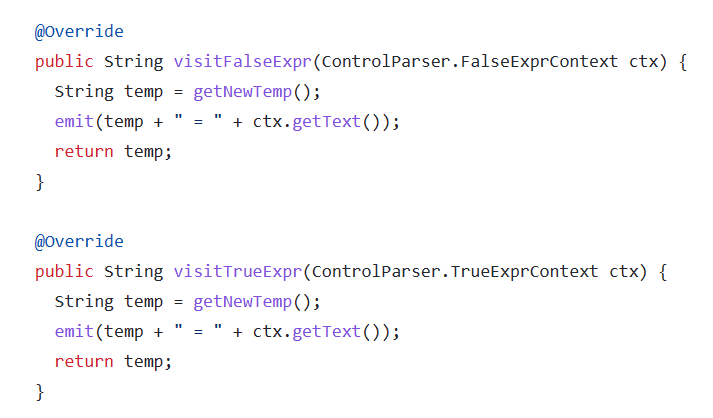 @Override
public String visitFalseExpr(ControlParser.FalseExprContext ctx) {
  String temp = getNewTemp();
  emit(temp + " = " + ctx.getText());
  return temp;
}

@Override
public String visitTrueExpr(ControlParser.TrueExprContext ctx) {
  String temp = getNewTemp();
  emit(temp + " = " + ctx.getText());
  return temp;
}